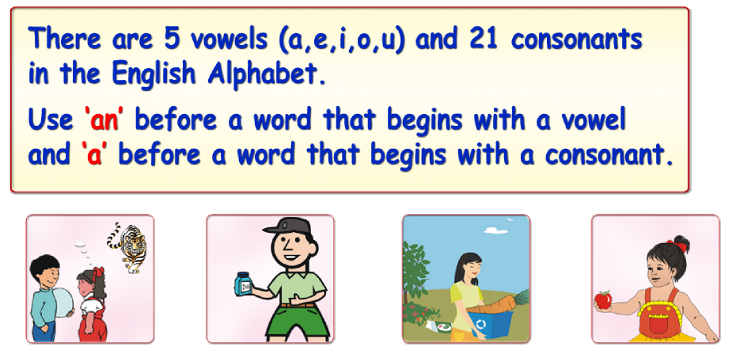 There are 5 vowels (a,e,i,o,u) and 21 consonants
in the English Alphabet.
Use 'an' before a word that begins with a vowel
and 'a' before a word that begins with a consonant.